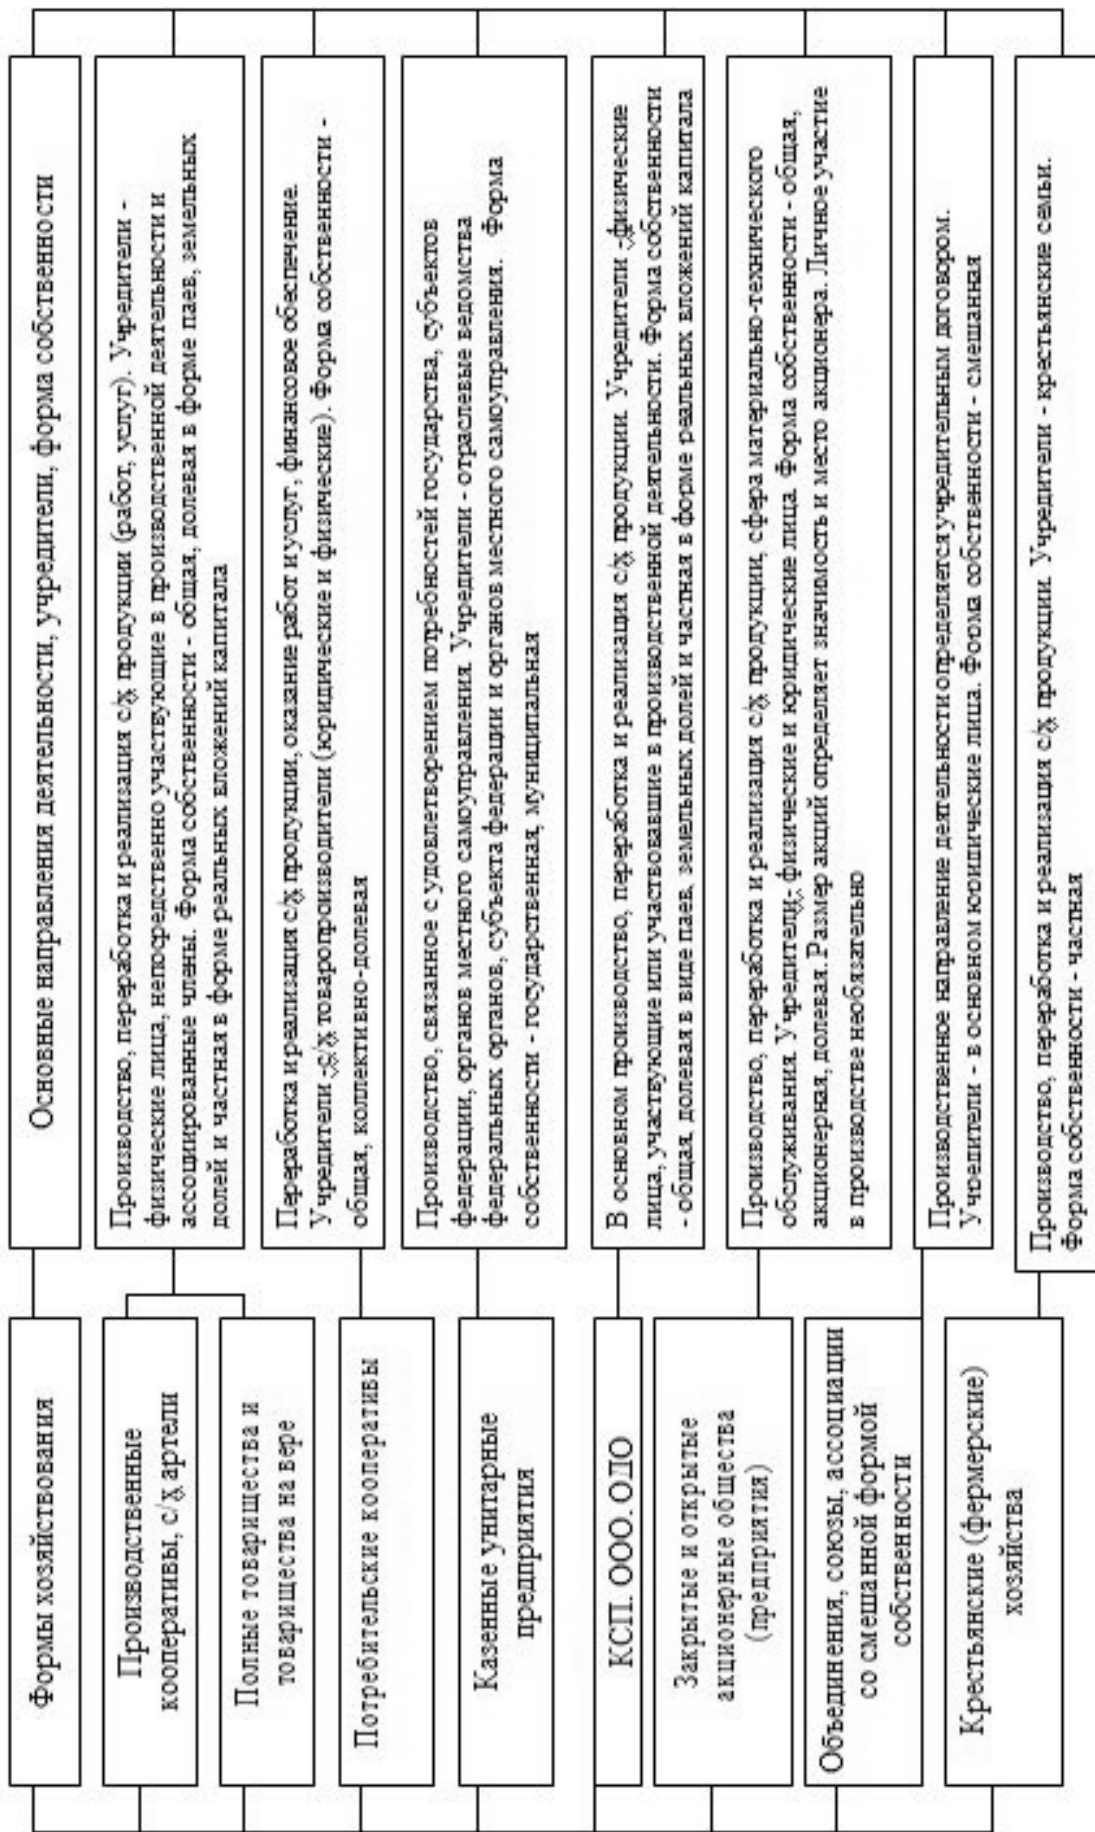 Формы хозяйствования
Основные направления деятельности, учредители, форма собственности
Производственные
кооперативы, с/х артели
Полные товарищества и
товарищества на вере
Производство, переработка и реализация с/х продукции (работ, услуг). Учредители -
физические лица, непосредственно участвующие в производственной деятельности и
ассоциированные члены. Форма собственности - общая, долевая в форме паев, земельных
долей и частная в форме реальных вложений капитала
Потребительские кооперативы
Переработка и реализация с/х продукции, оказание работ и услуг, финансовое обеспечение.
Учредители -с/х товаропроизводители (юридические и физические). Форма собственности -
общая, коллективно-долевая
Казенные унитарные
предприятия
Производство, связанное с удовлетворением потребностей государства, субъектов
федерации, органов местного самоуправления. Учредители - отраслевые ведомства
федеральных органов, субъекта федерации и органов местного самоуправления. Форма
собственности - государственная, муниципальная
КСП. ООО. ОДО
В основном производство, переработка и реализация с/х продукции. Учредители -физические
лица, участвующие или участвовавшие в производственной деятельности. Форма собственности
- общая, долевая в виде паев, земельных долей и частная в форме реальных вложений капитала
Закрытые и открытые
акционерные общества
(предприятия)
Производство, переработка и реализация с/х продукции, сфера материально-технического
обслуживания. Учредители- физические и юридические лица. Форма собственности - общая,
акционерная, долевая. Размер акций определяет значимость и место акционера. Личное участие
в производстве необязательно
Объединения, союзы, ассоциации
со смешанной формой
собственности
Производственное направление деятельности определяется учредительным договором.
Учредители - в основном юридические лица. Форма собственности - смешанная
Крестьянские (фермерские)
хозяйства
Производство, переработка и реализация с/х продукции. Учредители - крестьянские семьи.
Форма собственности - частная